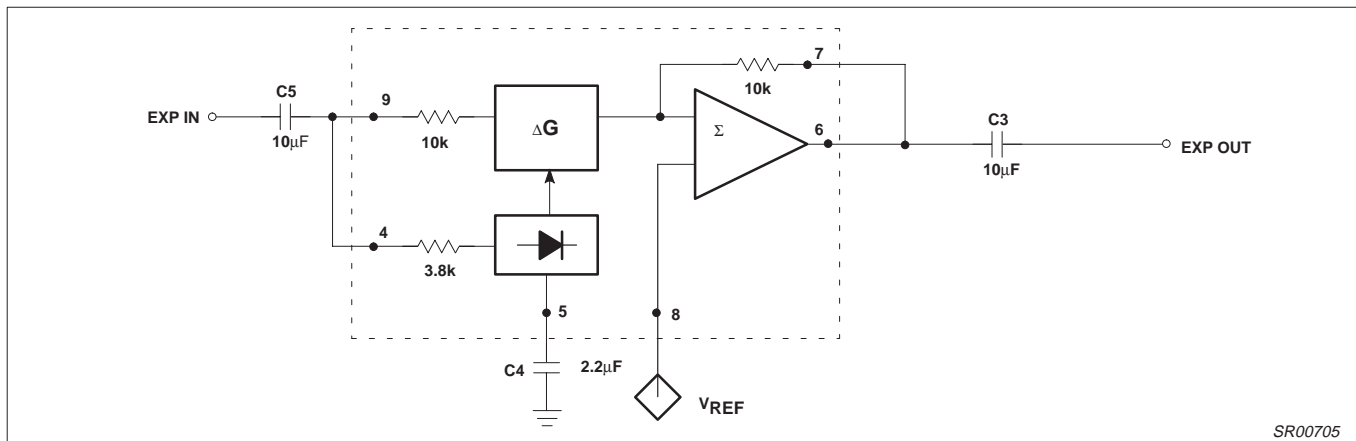 C5
EXP IN
10µF
9
10k
∆G
10k
7
Σ
6
C3
10µF
EXP OUT
4
3.8k
5
8
C4
2.2µF
VREF
SR00705